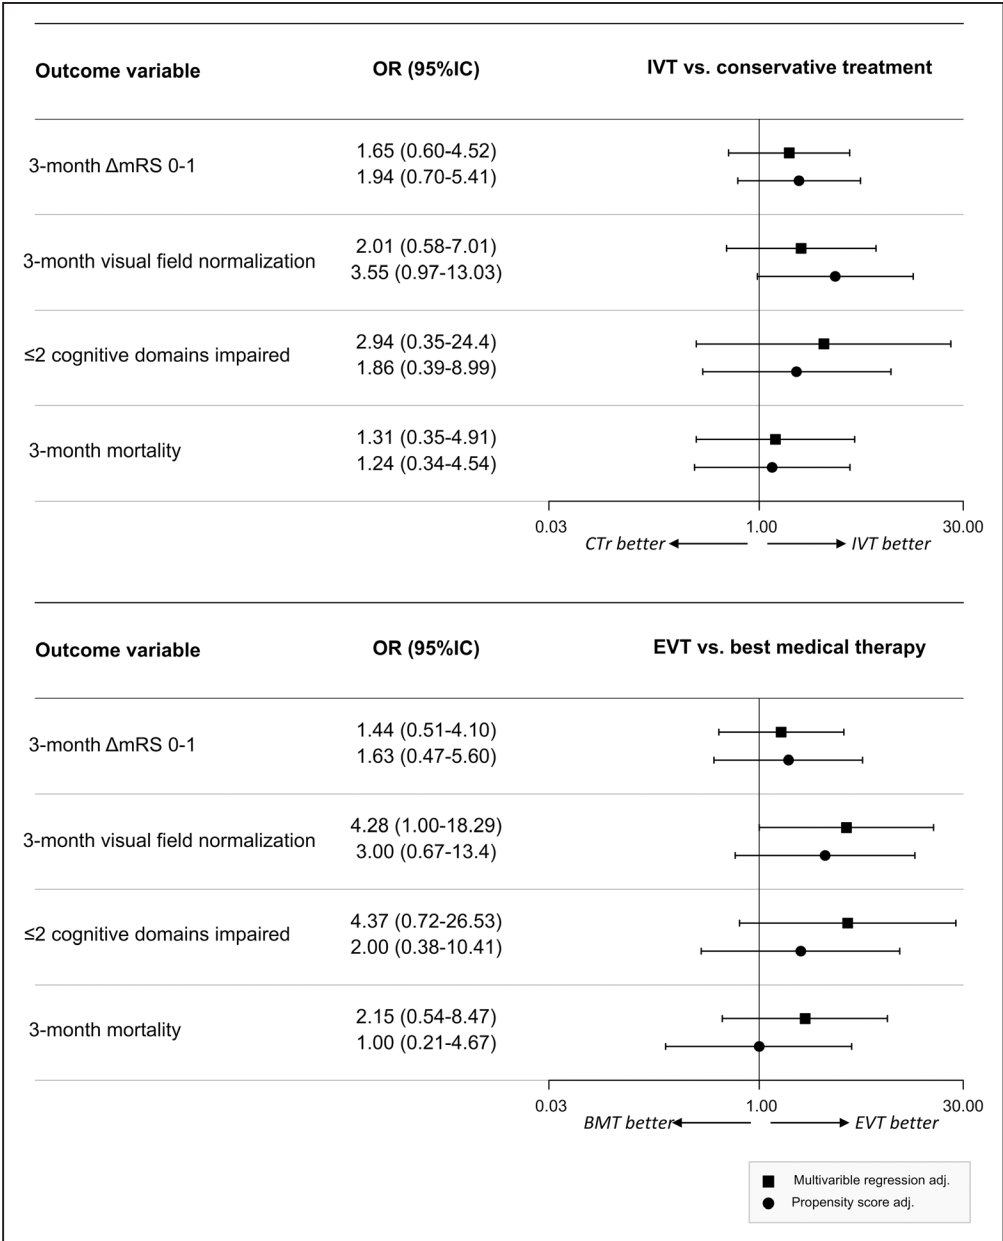 Outcome variable OR (95%IC) IVT vs. conservative treatment
3-month ΔmRS 0-1
1.65 (0.60-4.52)
1.94 (0.70-5.41)
3-month visual field normalization
2.01 (0.58-7.01)
3.55 (0.97-13.03)
≤2 cognitive domains impaired
2.94 (0.35-24.4)
1.86 (0.39-8.99)
3-month mortality
1.31 (0.35-4.91)
1.24 (0.34-4.54)
0.03 1.00 30.00
CTr better IVT better
Outcome variable OR (95%IC) EVT vs. best medical therapy
3-month ΔmRS 0-1
1.44 (0.51-4.10)
1.63 (0.47-5.60)
3-month visual field normalization
4.28 (1.00-18.29)
3.00 (0.67-13.4)
≤2 cognitive domains impaired
4.37 (0.72-26.53)
2.00 (0.38-10.41)
3-month mortality
2.15 (0.54-8.47)
1.00 (0.21-4.67)
0.03 1.00 30.00
BMT better EVT better
Multivarible regression adj.
Propensity score adj.